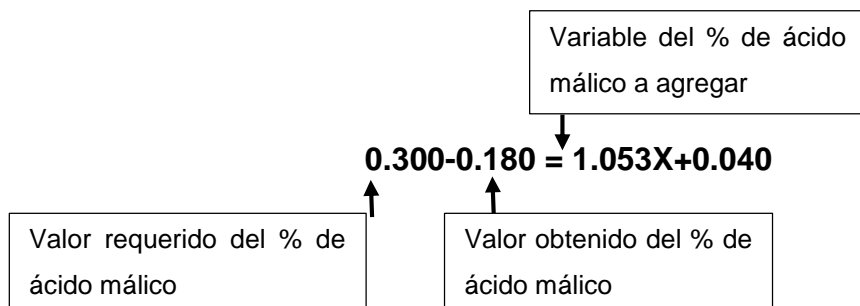 Variable del % de ácido
málico a agregar
0.300-0.180 = 1.053X+0.040
Valor requerido del % de
ácido málico
Valor obtenido del % de
ácido málico